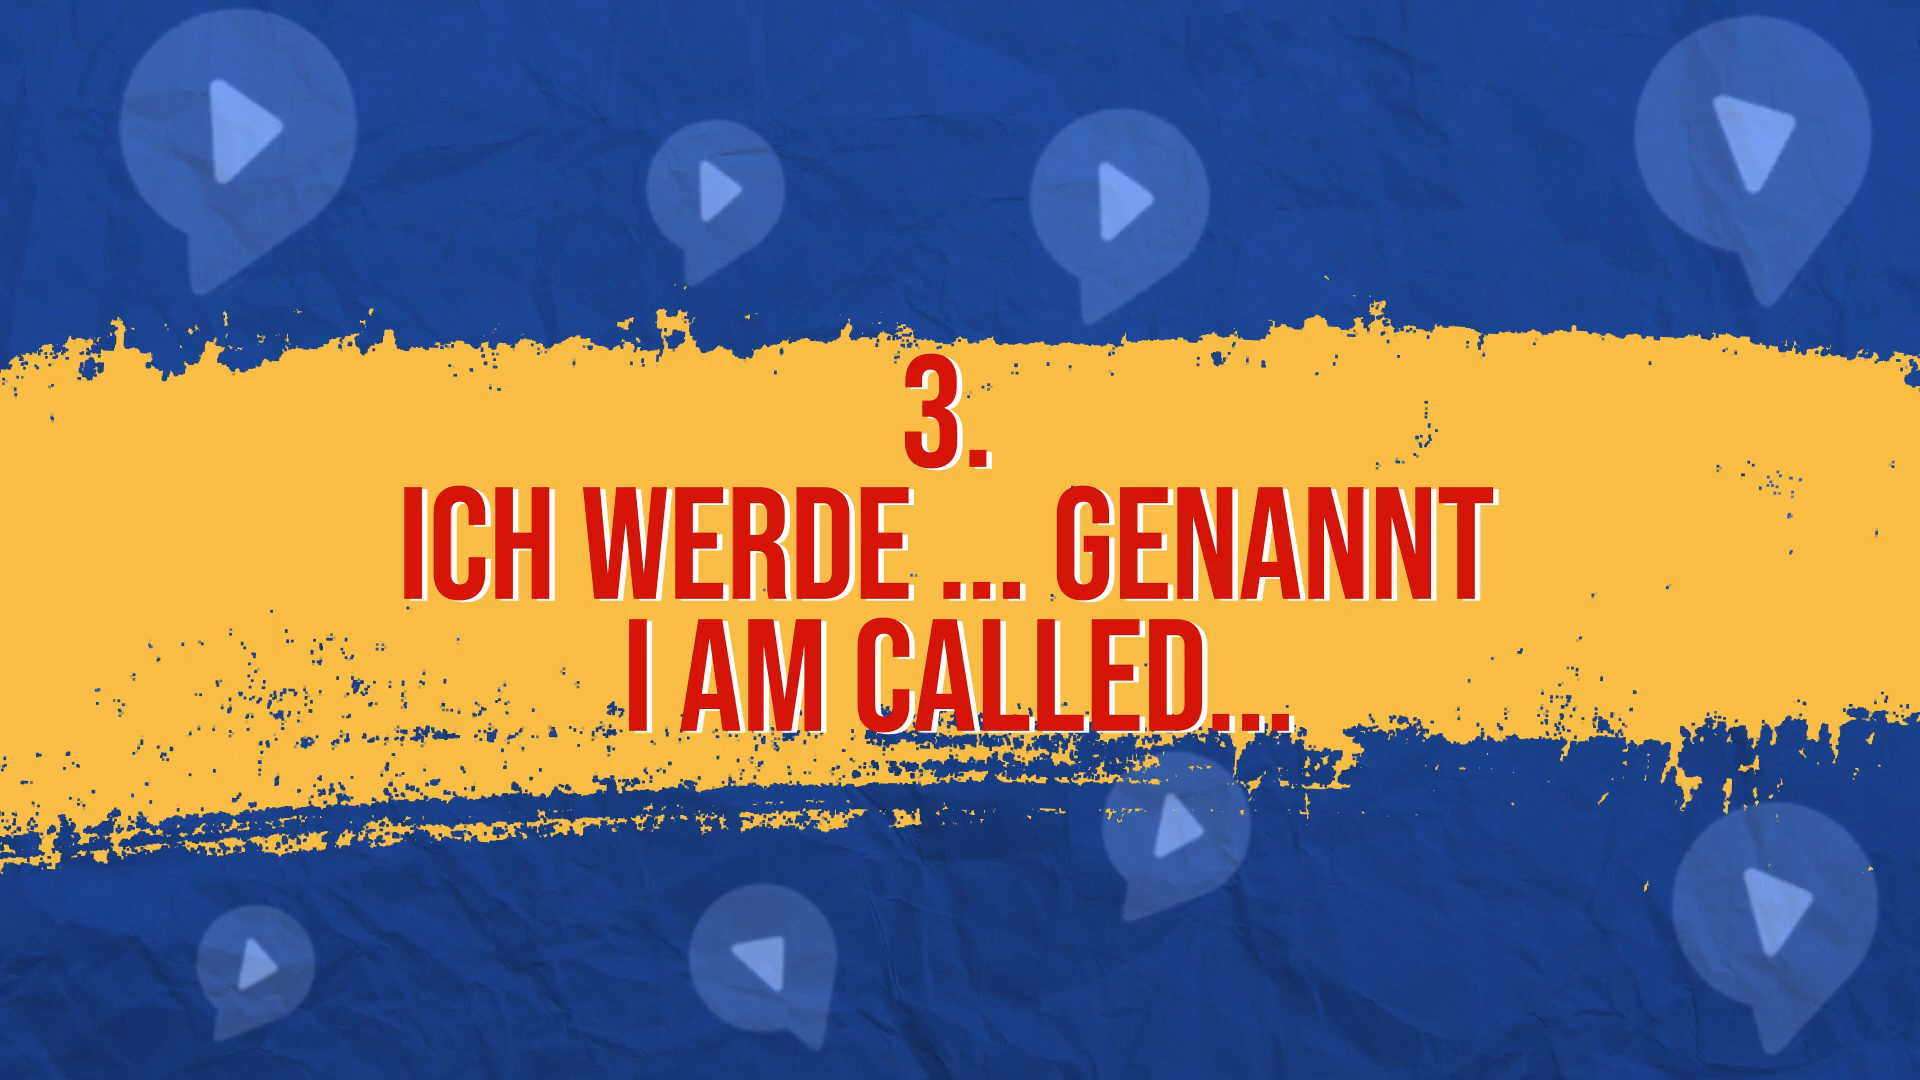 3.
ICH WERDE ... GENANNT
I AM CALLED...